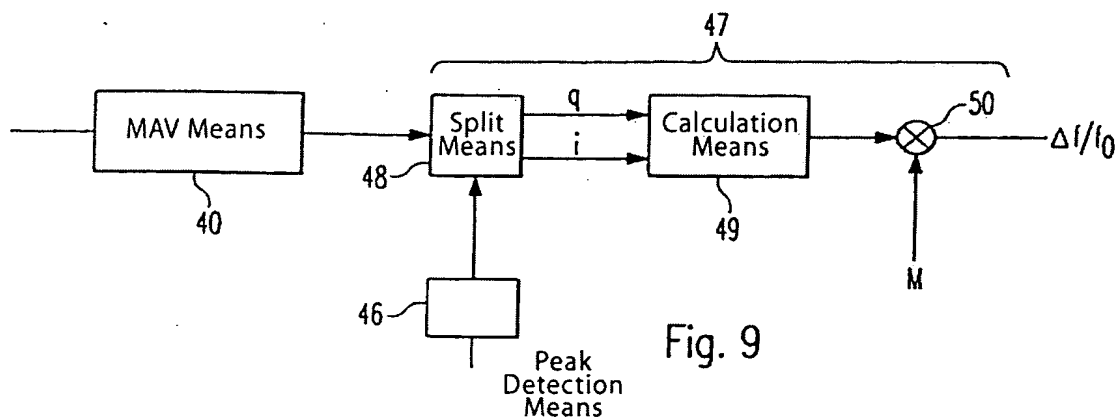 47
MAV Means
40
Split
Means
48
q
i
Calculation
Means
49
50
Δf/f0
M
46
Peak
Detection
Means
Fig. 9